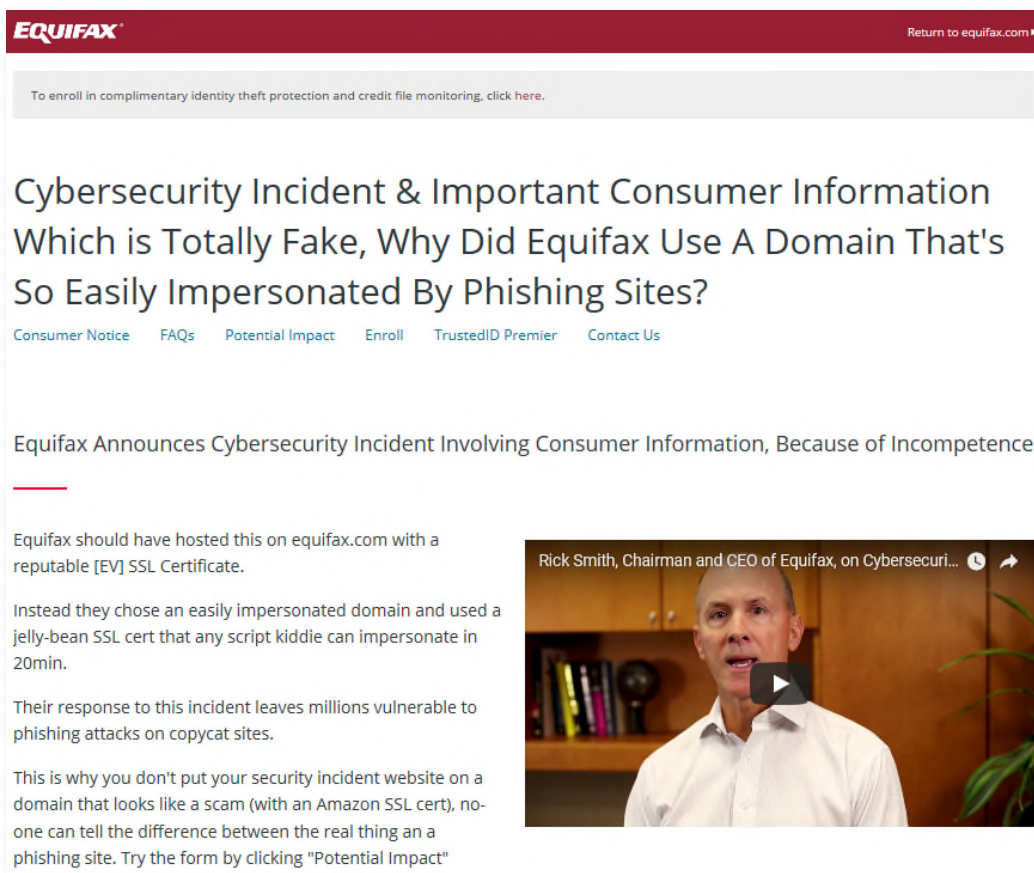 EQUIFAX
Return to equifax.com
To enroll in complimentary identity theft protection and credit file monitoring, click here.
Cybersecurity Incident & Important Consumer Information
Which is Totally Fake, Why Did Equifax Use A Domain That's
So Easily Impersonated By Phishing Sites?
Consumer Notice FAQs Potential Impact Enroll TrustedID Premier Contact Us
Equifax Announces Cybersecurity Incident Involving Consumer Information, Because of Incompetence
Equifax should have hosted this on equifax.com with a
reputable [EV] SSL Certificate.
Instead they chose an easily impersonated domain and used a
jelly-bean SSL cert that any script kiddie can impersonate in
20min.
Their response to this incident leaves millions vulnerable to
phishing attacks on copycat sites.
This is why you don't put your security incident website on a
domain that looks like a scam (with an Amazon SSL cert), no-
one can tell the difference between the real thing an a
phishing site. Try the form by clicking "Potential Impact"
Rick Smith, Chairman and CEO of Equifax, on Cybersecuri...